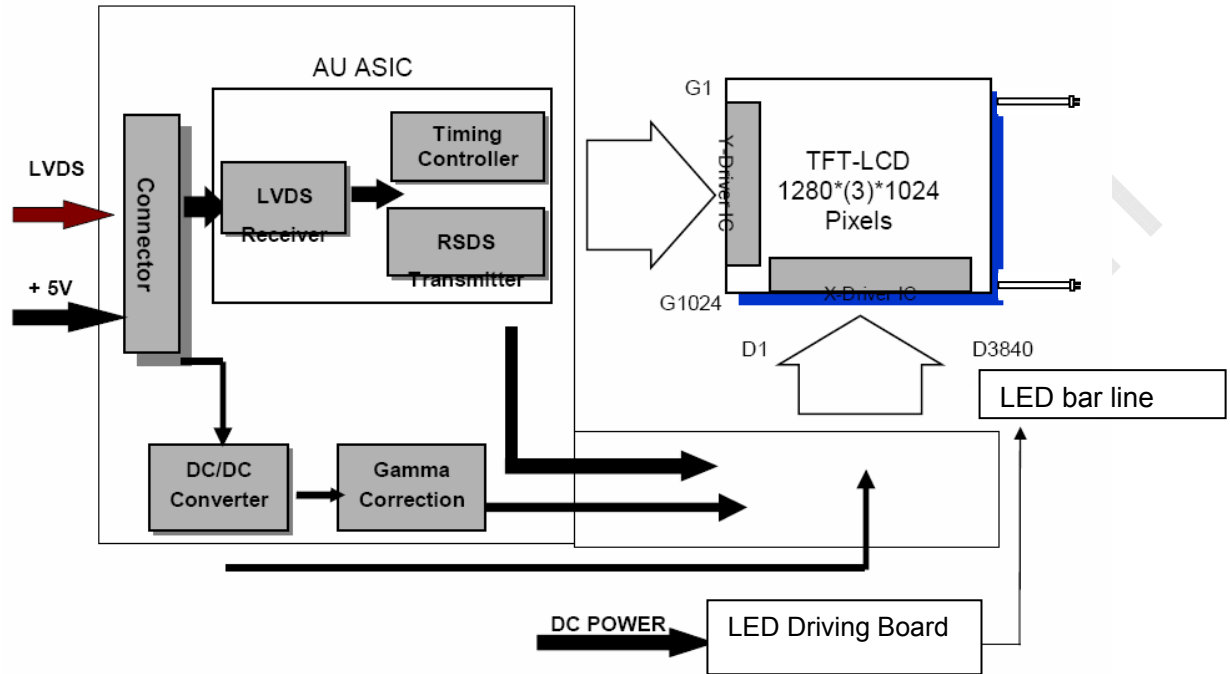 AU ASIC
LVDS
+ 5V
Connector
LVDS
Receiver
Timing
Controller
RSDS
Transmitter
DC/DC
Converter
Gamma
Correction
G1
Y-Driver IC
TFT-LCD
1280*(3)*1024
Pixels
G1024
X-Driver IC
D1
D3840
LED bar line
DC POWER
LED Driving Board